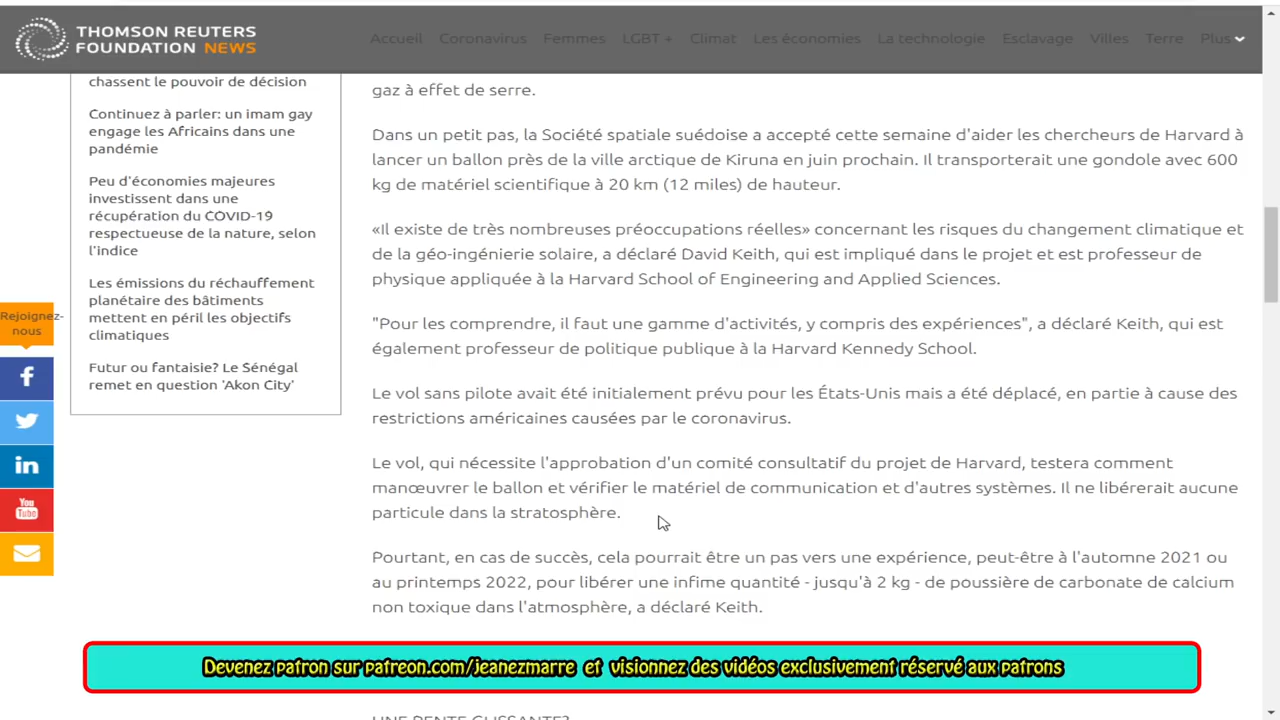 THOMSON REUTERS
FOUNDATION NEWS
Accueil Coronavirus Femmes LGBT + Climat Les économies La technologie Esclavage Villes Terre Plus
chassent le pouvoir de décision
Continuez à parler: un imam gay
engage les Africains dans une
pandémie
Peu d'économies majeures
investissent dans une
récupération du COVID-19
respectueuse de la nature, selon
l'indice
Les émissions du réchauffement
planétaire des bâtiments
mettent en péril les objectifs
climatiques
Futur ou fantaisie? Le Sénégal
remet en question 'Akon City'
Rejoignez-
nous
You
Tube
gaz à effet de serre.
Dans un petit pas, la Société spatiale suédoise a accepté cette semaine d'aider les chercheurs de Harvard à
lancer un ballon près de la ville arctique de Kiruna en juin prochain. Il transporterait une gondole avec 600
kg de matériel scientifique à 20 km (12 miles) de hauteur.
«Il existe de très nombreuses préoccupations réelles» concernant les risques du changement climatique et
de la géo-ingénierie solaire, a déclaré David Keith, qui est impliqué dans le projet et est professeur de
physique appliquée à la Harvard School of Engineering and Applied Sciences.
"Pour les comprendre, il faut une gamme d'activités, y compris des expériences", a déclaré Keith, qui est
également professeur de politique publique à la Harvard Kennedy School.
Le vol sans pilote avait été initialement prévu pour les États-Unis mais a été déplacé, en partie à cause des
restrictions américaines causées par le coronavirus.
Le vol, qui nécessite l'approbation d'un comité consultatif du projet de Harvard, testera comment
manœuvrer le ballon et vérifier le matériel de communication et d'autres systèmes. Il ne libérerait aucune
particule dans la stratosphère.
Pourtant, en cas de succès, cela pourrait être un pas vers une expérience, peut-être à l'automne 2021 ou
au printemps 2022, pour libérer une infime quantité - jusqu'à 2 kg - de poussière de carbonate de calcium
non toxique dans l'atmosphère, a déclaré Keith.
Devenez patron sur patreon.com/jeanezmarre et visionnez des vidéos exclusivement réservé aux patrons
UNE PENTE GLISSANTE?